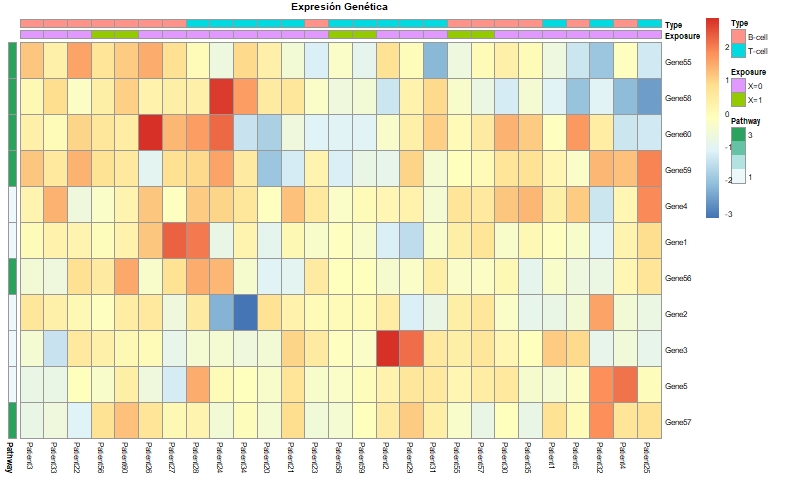 Expresión Genética
Type
Exposure
Gene55
Gene58
Gene60
Gene59
Gene4
Gene1
Gene56
Gene2
Gene3
Gene5
Gene57
Pathway
Patient3
Patient33
Patient22
Patient56
Patient60
Patient26
Patient27
Patient28
Patient24
Patient34
Patient20
Patient21
Patient23
Patient58
Patient59
Patient2
Patient29
Patient31
Patient55
Patient57
Patient30
Patient35
Patient1
Patient5
Patient32
Patient4
Patient25
2
1
0
-1
-2
-3
Type
B-cell
T-cell
Exposure
X=0
X=1
Pathway
3
1